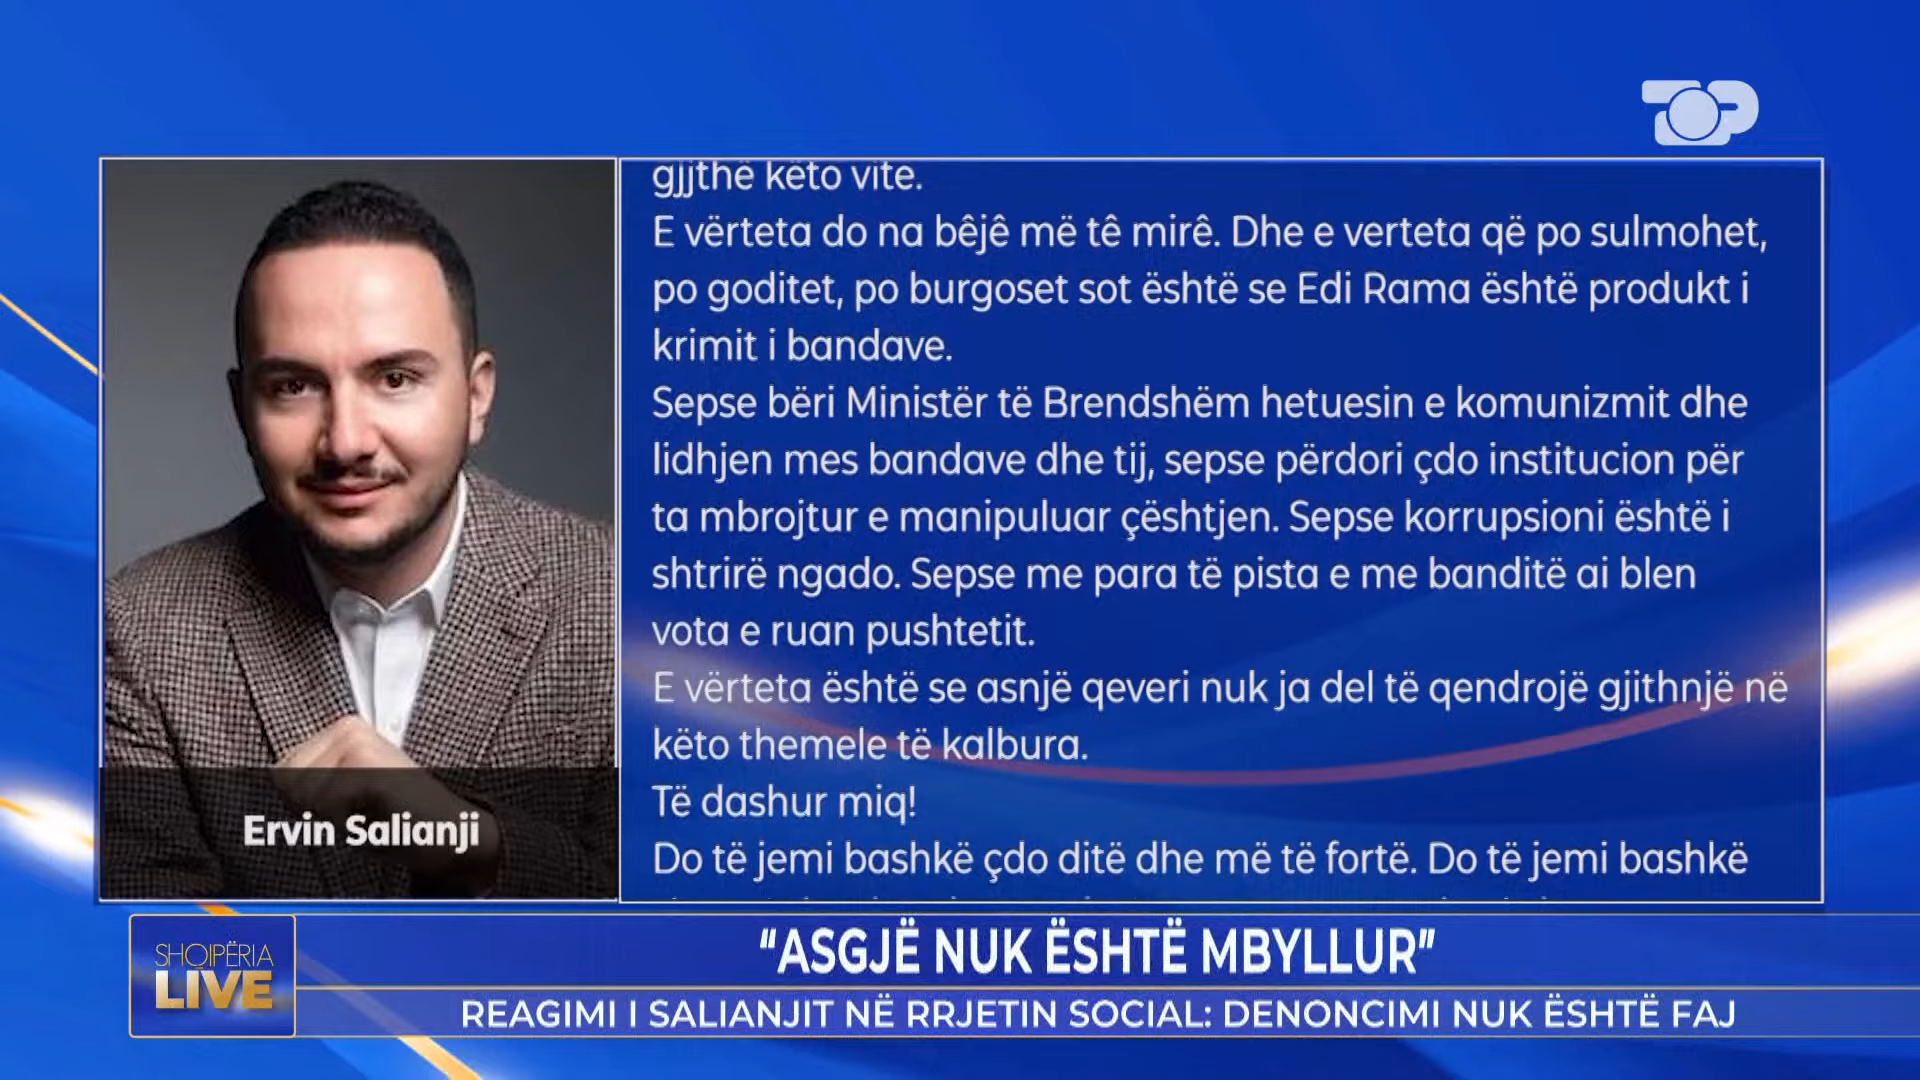 TOP
gjjthë këto vite.
E vërteta do na bêjê më tê mirê. Dhe e verteta që po sulmohet,
po goditet, po burgoset sot është se Edi Rama është produkt i
krimit i bandave.
Sepse bëri Ministër të Brendshëm hetuesin e komunizmit dhe
lidhjen mes bandave dhe tij, sepse përdori çdo institucion për
ta mbrojtur e manipuluar çështjen. Sepse korrupsioni është i
shtrirë ngado. Sepse me para të pista e me banditë ai blen
vota e ruan pushtetit.
E vërteta është se asnjë qeveri nuk ja del të qendrojë gjithnjë në
këto themele të kalbura.
Të dashur miq!
Do të jemi bashkë çdo ditë dhe më të fortë. Do të jemi bashkë
Ervin Salianji
SHQIPËRIA
LIVE
“ASGJË NUK ËSHTË MBYLLUR”
REAGIMI I SALIANJIT NË RRJETIN SOCIAL: DENONCIMI NUK ËSHTË FAJ